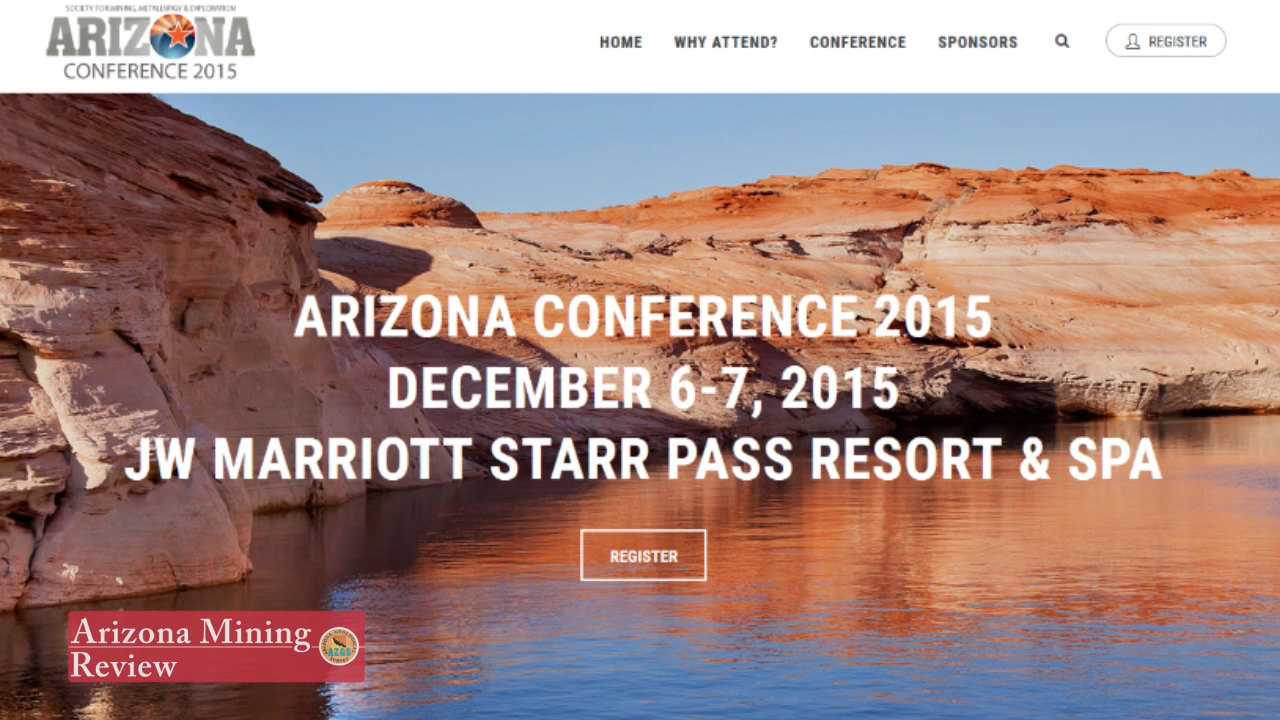 SOCIETY FOR MINING, METALLURGY & EXPLORATION
ARIZONA
CONFERENCE 2015
HOME
WHY ATTEND?
CONFERENCE
SPONSORS
REGISTER
ARIZONA CONFERENCE 2015
DECEMBER 6-7, 2015
JW MARRIOTT STARR PASS RESORT & SPA
REGISTER
Arizona Mining
Review
AZGS